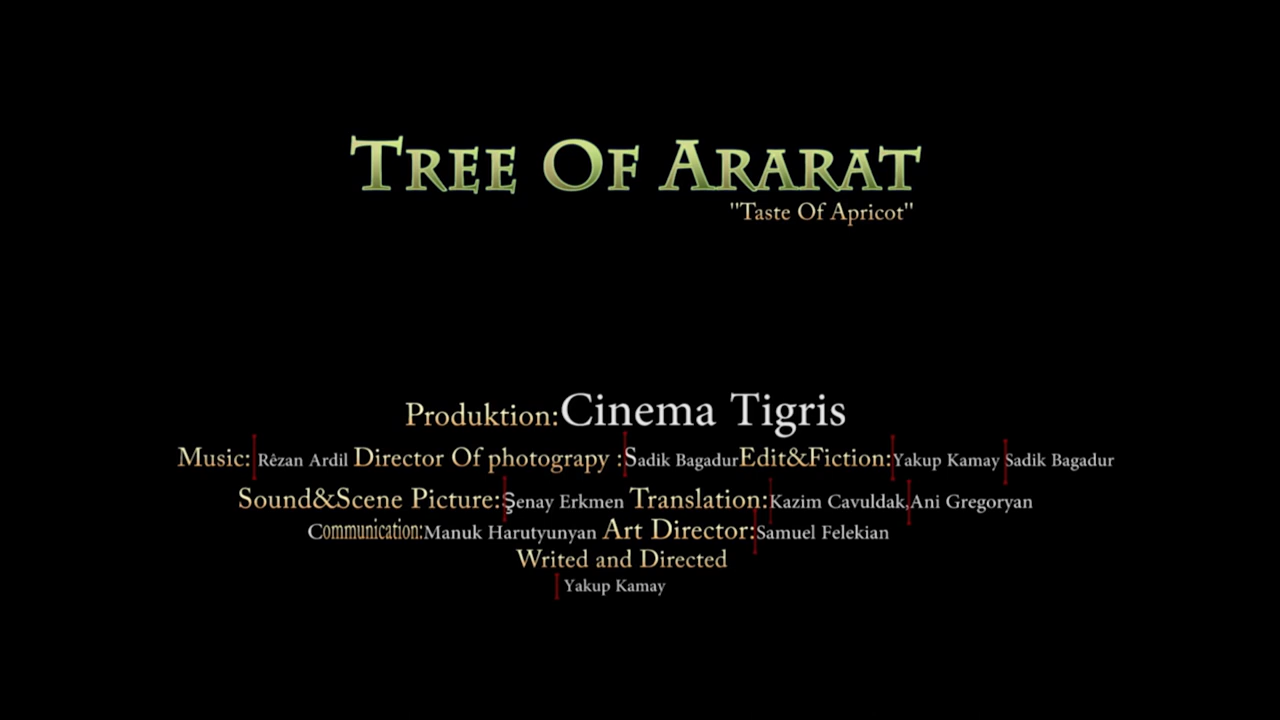 TREE OF ARARAT
"Taste Of Apricot"
Produktion:Cinema Tigris
Music: Rêzan Ardil Director Of photograpy :Sadik BagadurEdit&Fiction:Yakup Kamay Sadik Bagadur
Sound&Scene Picture:Şenay Erkmen Translation:Kazim Cavuldak,Ani Gregoryan
Communication:Manuk Harutyunyan Art Director:Samuel Felekian
Writed and Directed
Yakup Kamay